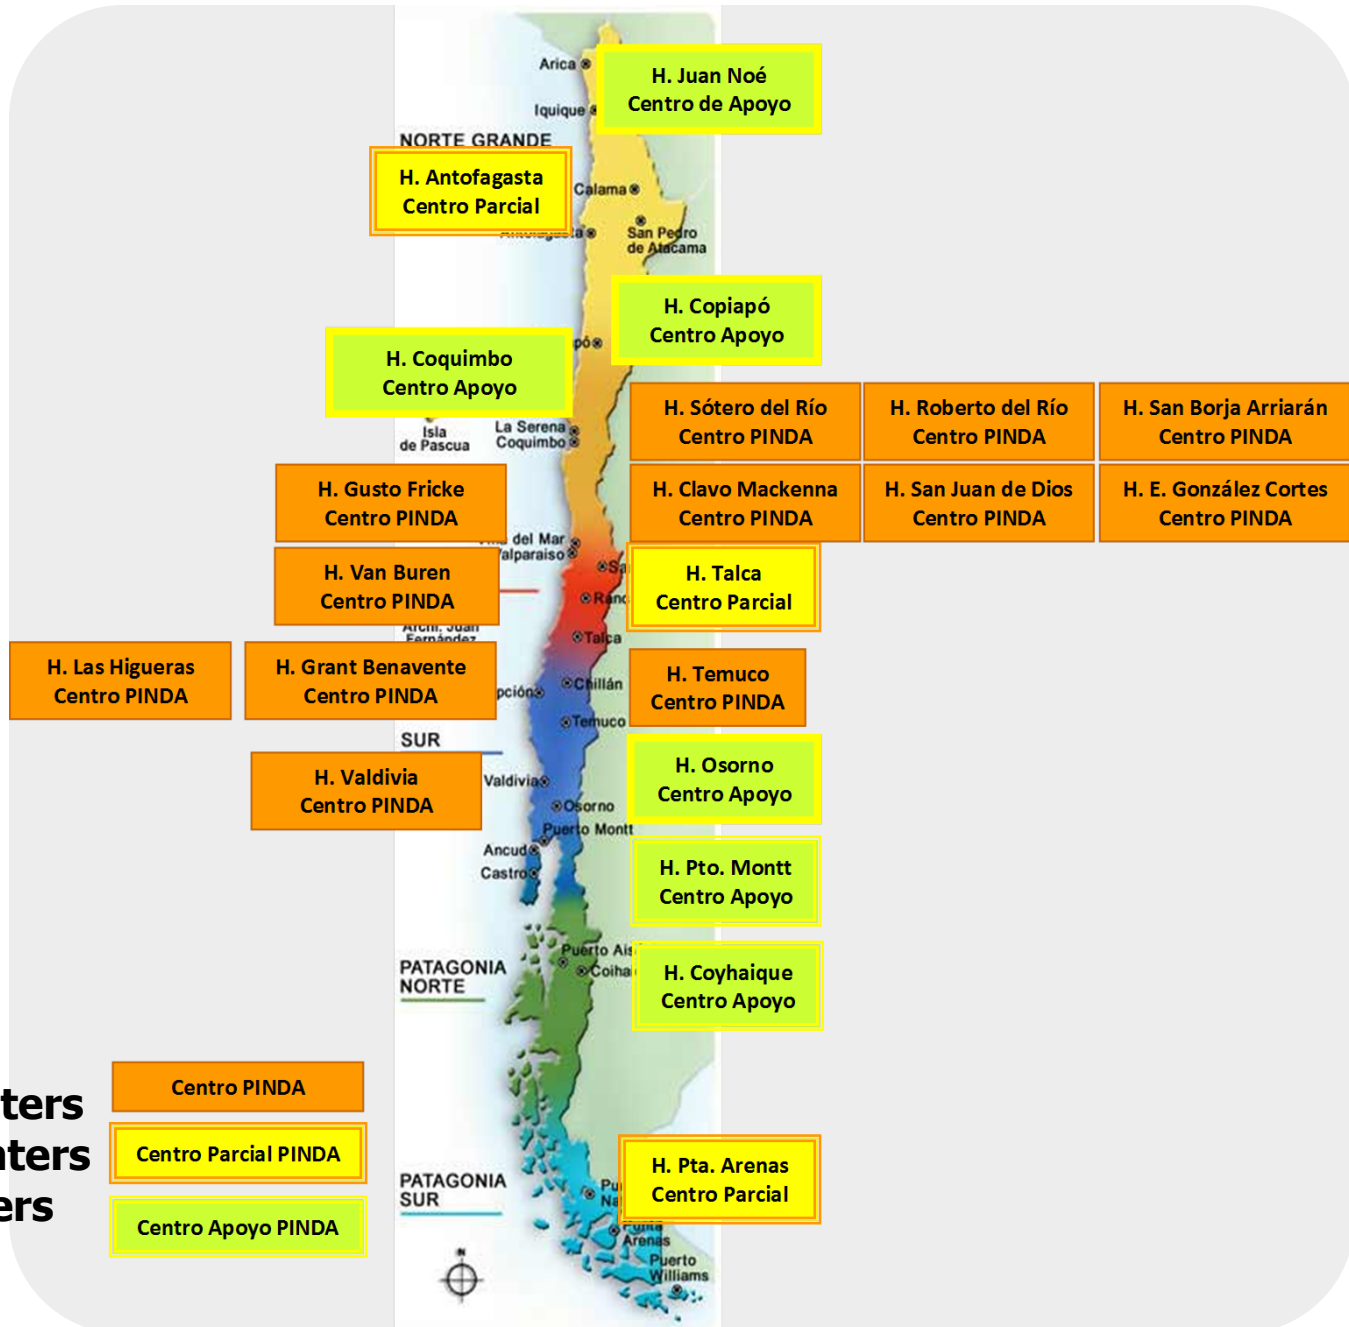 Arica
H. Juan Noé
Centro de Apoyo
Iquique
NORTE GRANDE
H. Antofagasta
Centro Parcial
Calama
San Pedro
de Atacama
H. Copiapó
Centro Apoyo
H. Coquimbo
Centro Apoyo
Isla
de Pascua
La Serena
Coquimbo
H. Sótero del Río
Centro PINDA
H. Roberto del Río
Centro PINDA
H. San Borja Arriarán
Centro PINDA
H. Gusto Fricke
Centro PINDA
H. Clavo Mackenna
Centro PINDA
H. San Juan de Dios
Centro PINDA
H. E. González Cortes
Centro PINDA
del Mar
H. Van Buren
Centro PINDA
H. Talca
Centro Parcial
Talca
H. Las Higueras
Centro PINDA
H. Grant Benavente
Centro PINDA
Chillán
H. Temuco
Centro PINDA
Temuco
SUR
H. Valdivia
Centro PINDA
Valdivia
H. Osorno
Centro Apoyo
Osorno
Puerto Montt
Ancud
Castro
H. Pto. Montt
Centro Apoyo
Puerto
PATAGONIA
NORTE
H. Coyhaique
Centro Apoyo
Centro PINDA
Centro Parcial PINDA
Centro Apoyo PINDA
PATAGONIA
SUR
H. Pta. Arenas
Centro Parcial
Arenas
Puerto
Williams
N